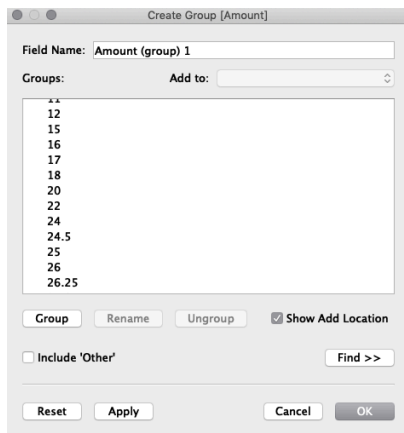 Create Group [Amount]
Field Name: Amount (group) 1
Groups: Add to:
11
12
15
16
17
18
20
22
24
24.5
25
26
26.25
Group Rename Ungroup Show Add Location
Include 'Other' Find >>
Reset Apply Cancel OK